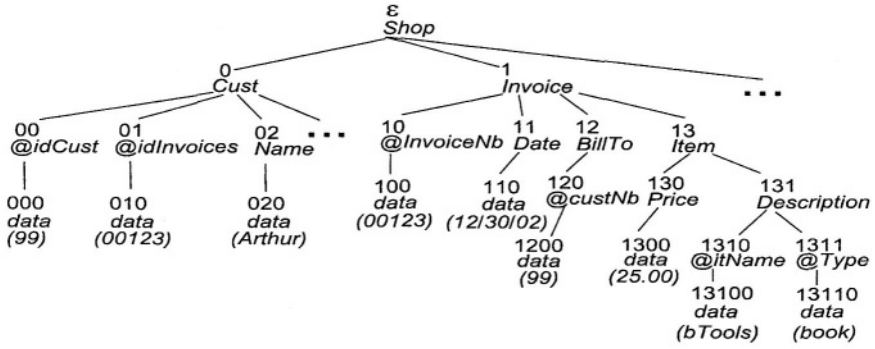 ε
Shop
0 1
Cust Invoice ...
00 01 02 ... 10 11 12 13
@idCust @idInvoices Name @InvoiceNb Date BillTo Item
000 010 020 100 110 120 130 131
data data data data data @custNb Price Description
(99) (00123) (Arthur) (00123) (12/30/02)
1200 1300 1310 1311
data data @itName @Type
(99) (25.00) 13100 13110
data data
(bTools) (book)